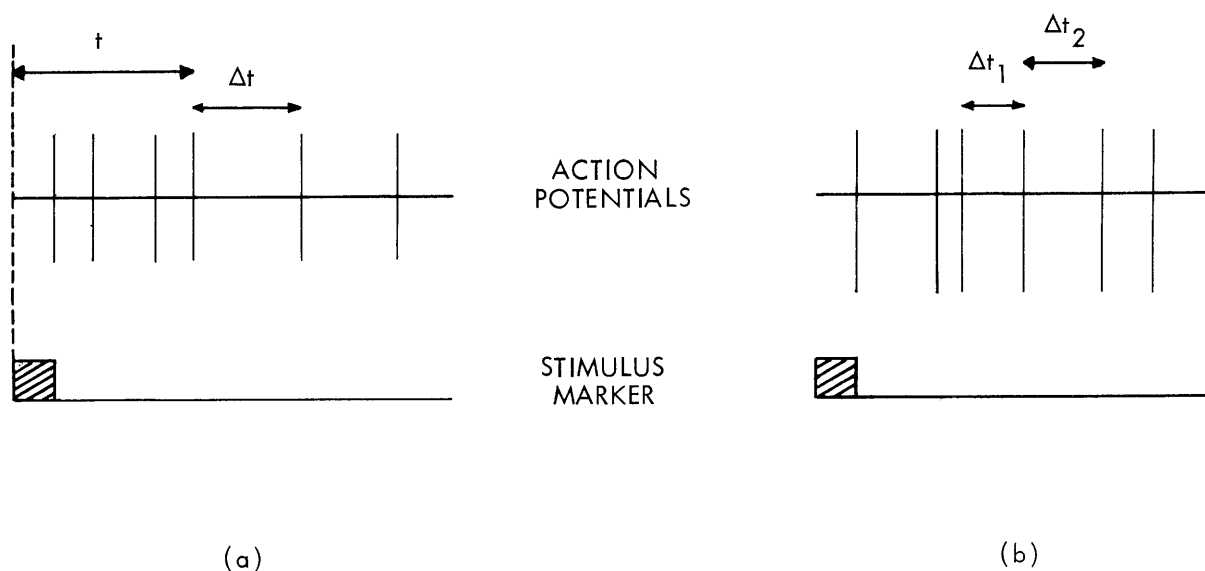 t
Δt
Δt₁
Δt₂
ACTION
POTENTIALS
STIMULUS
MARKER
(a)
(b)